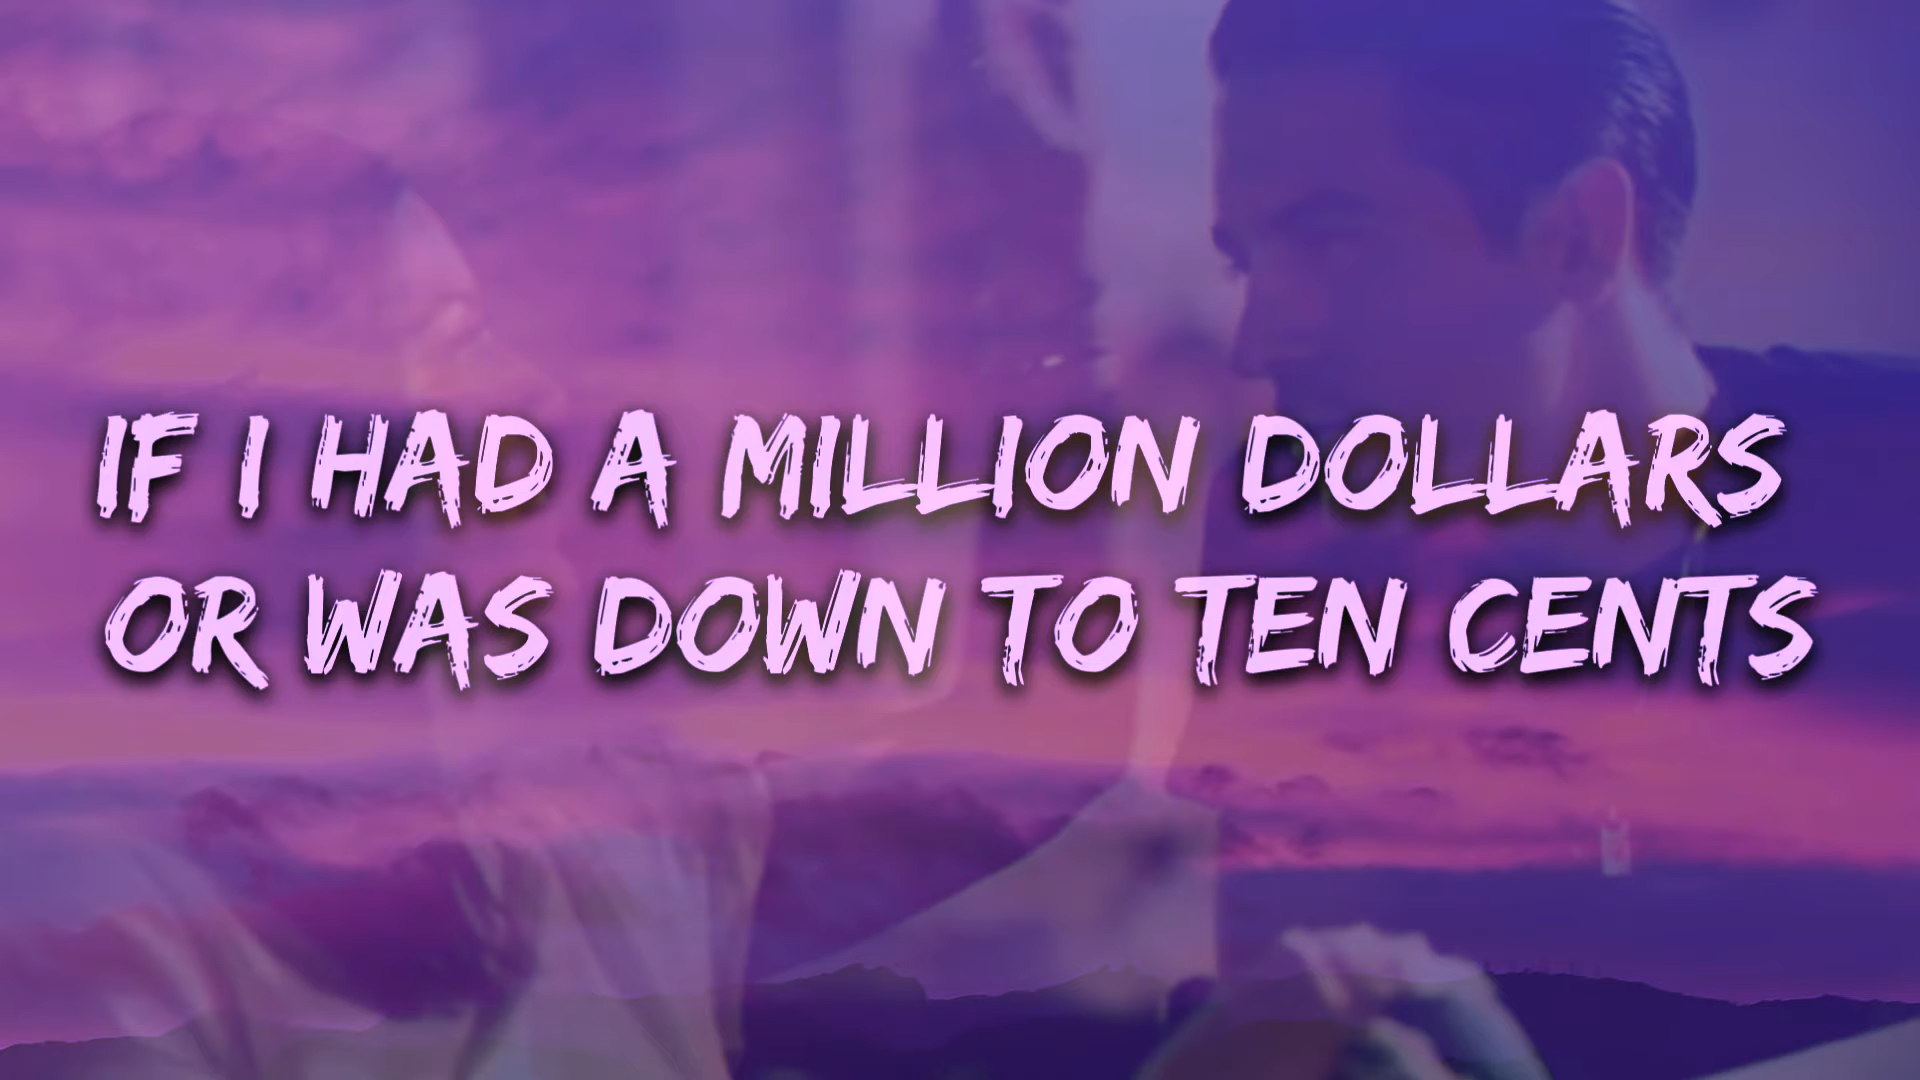 IF I HAD A MILLION DOLLARS
OR WAS DOWN TO TEN CENTS